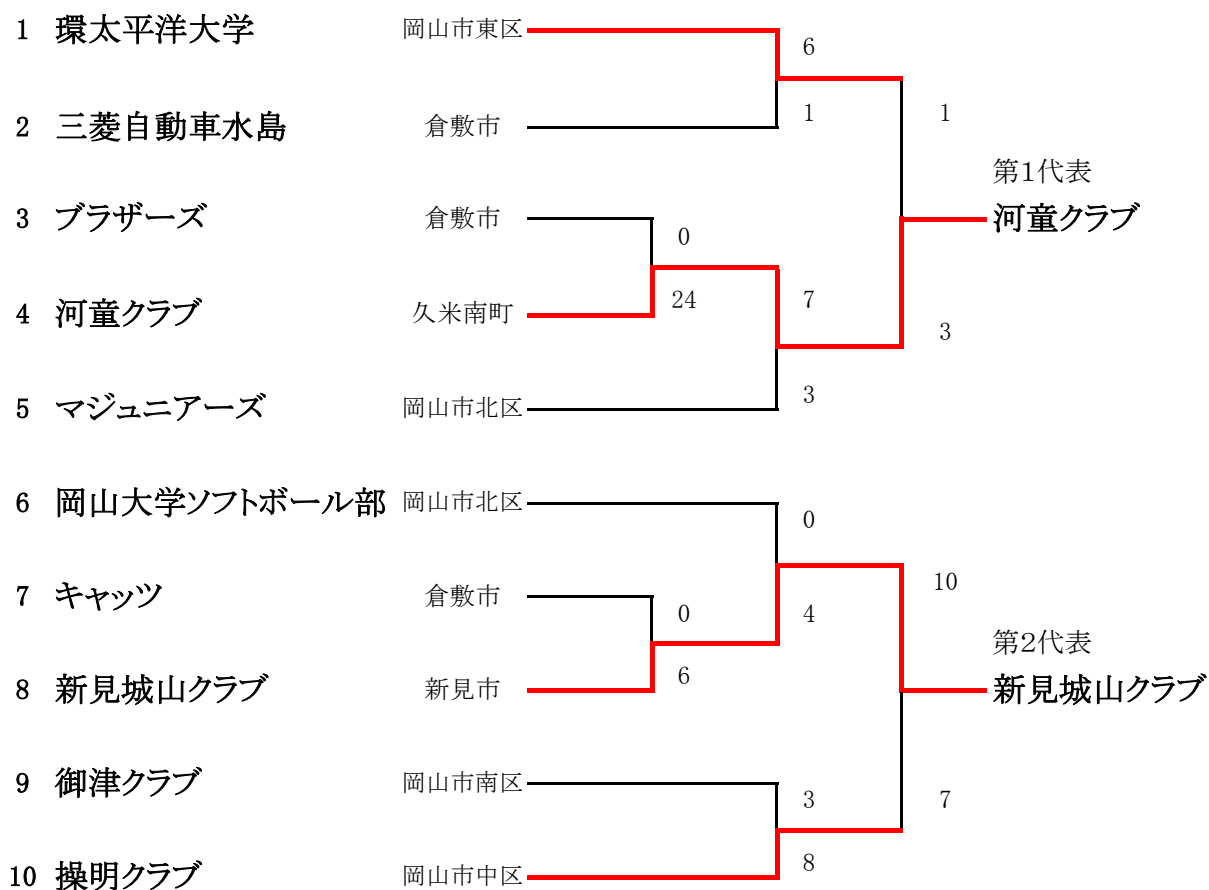 1 環太平洋大学 岡山市東区
6
2 三菱自動車水島 倉敷市
1
1
第1代表
河童クラブ
3 ブラザーズ 倉敷市
0
4 河童クラブ 久米南町
24
7
3
5 マジュニアーズ 岡山市北区
3
6 岡山大学ソフトボール部 岡山市北区
0
10
7 キャッツ 倉敷市
0
4
第2代表
新見城山クラブ
8 新見城山クラブ 新見市
6
9 御津クラブ 岡山市南区
3
7
10 操明クラブ 岡山市中区
8